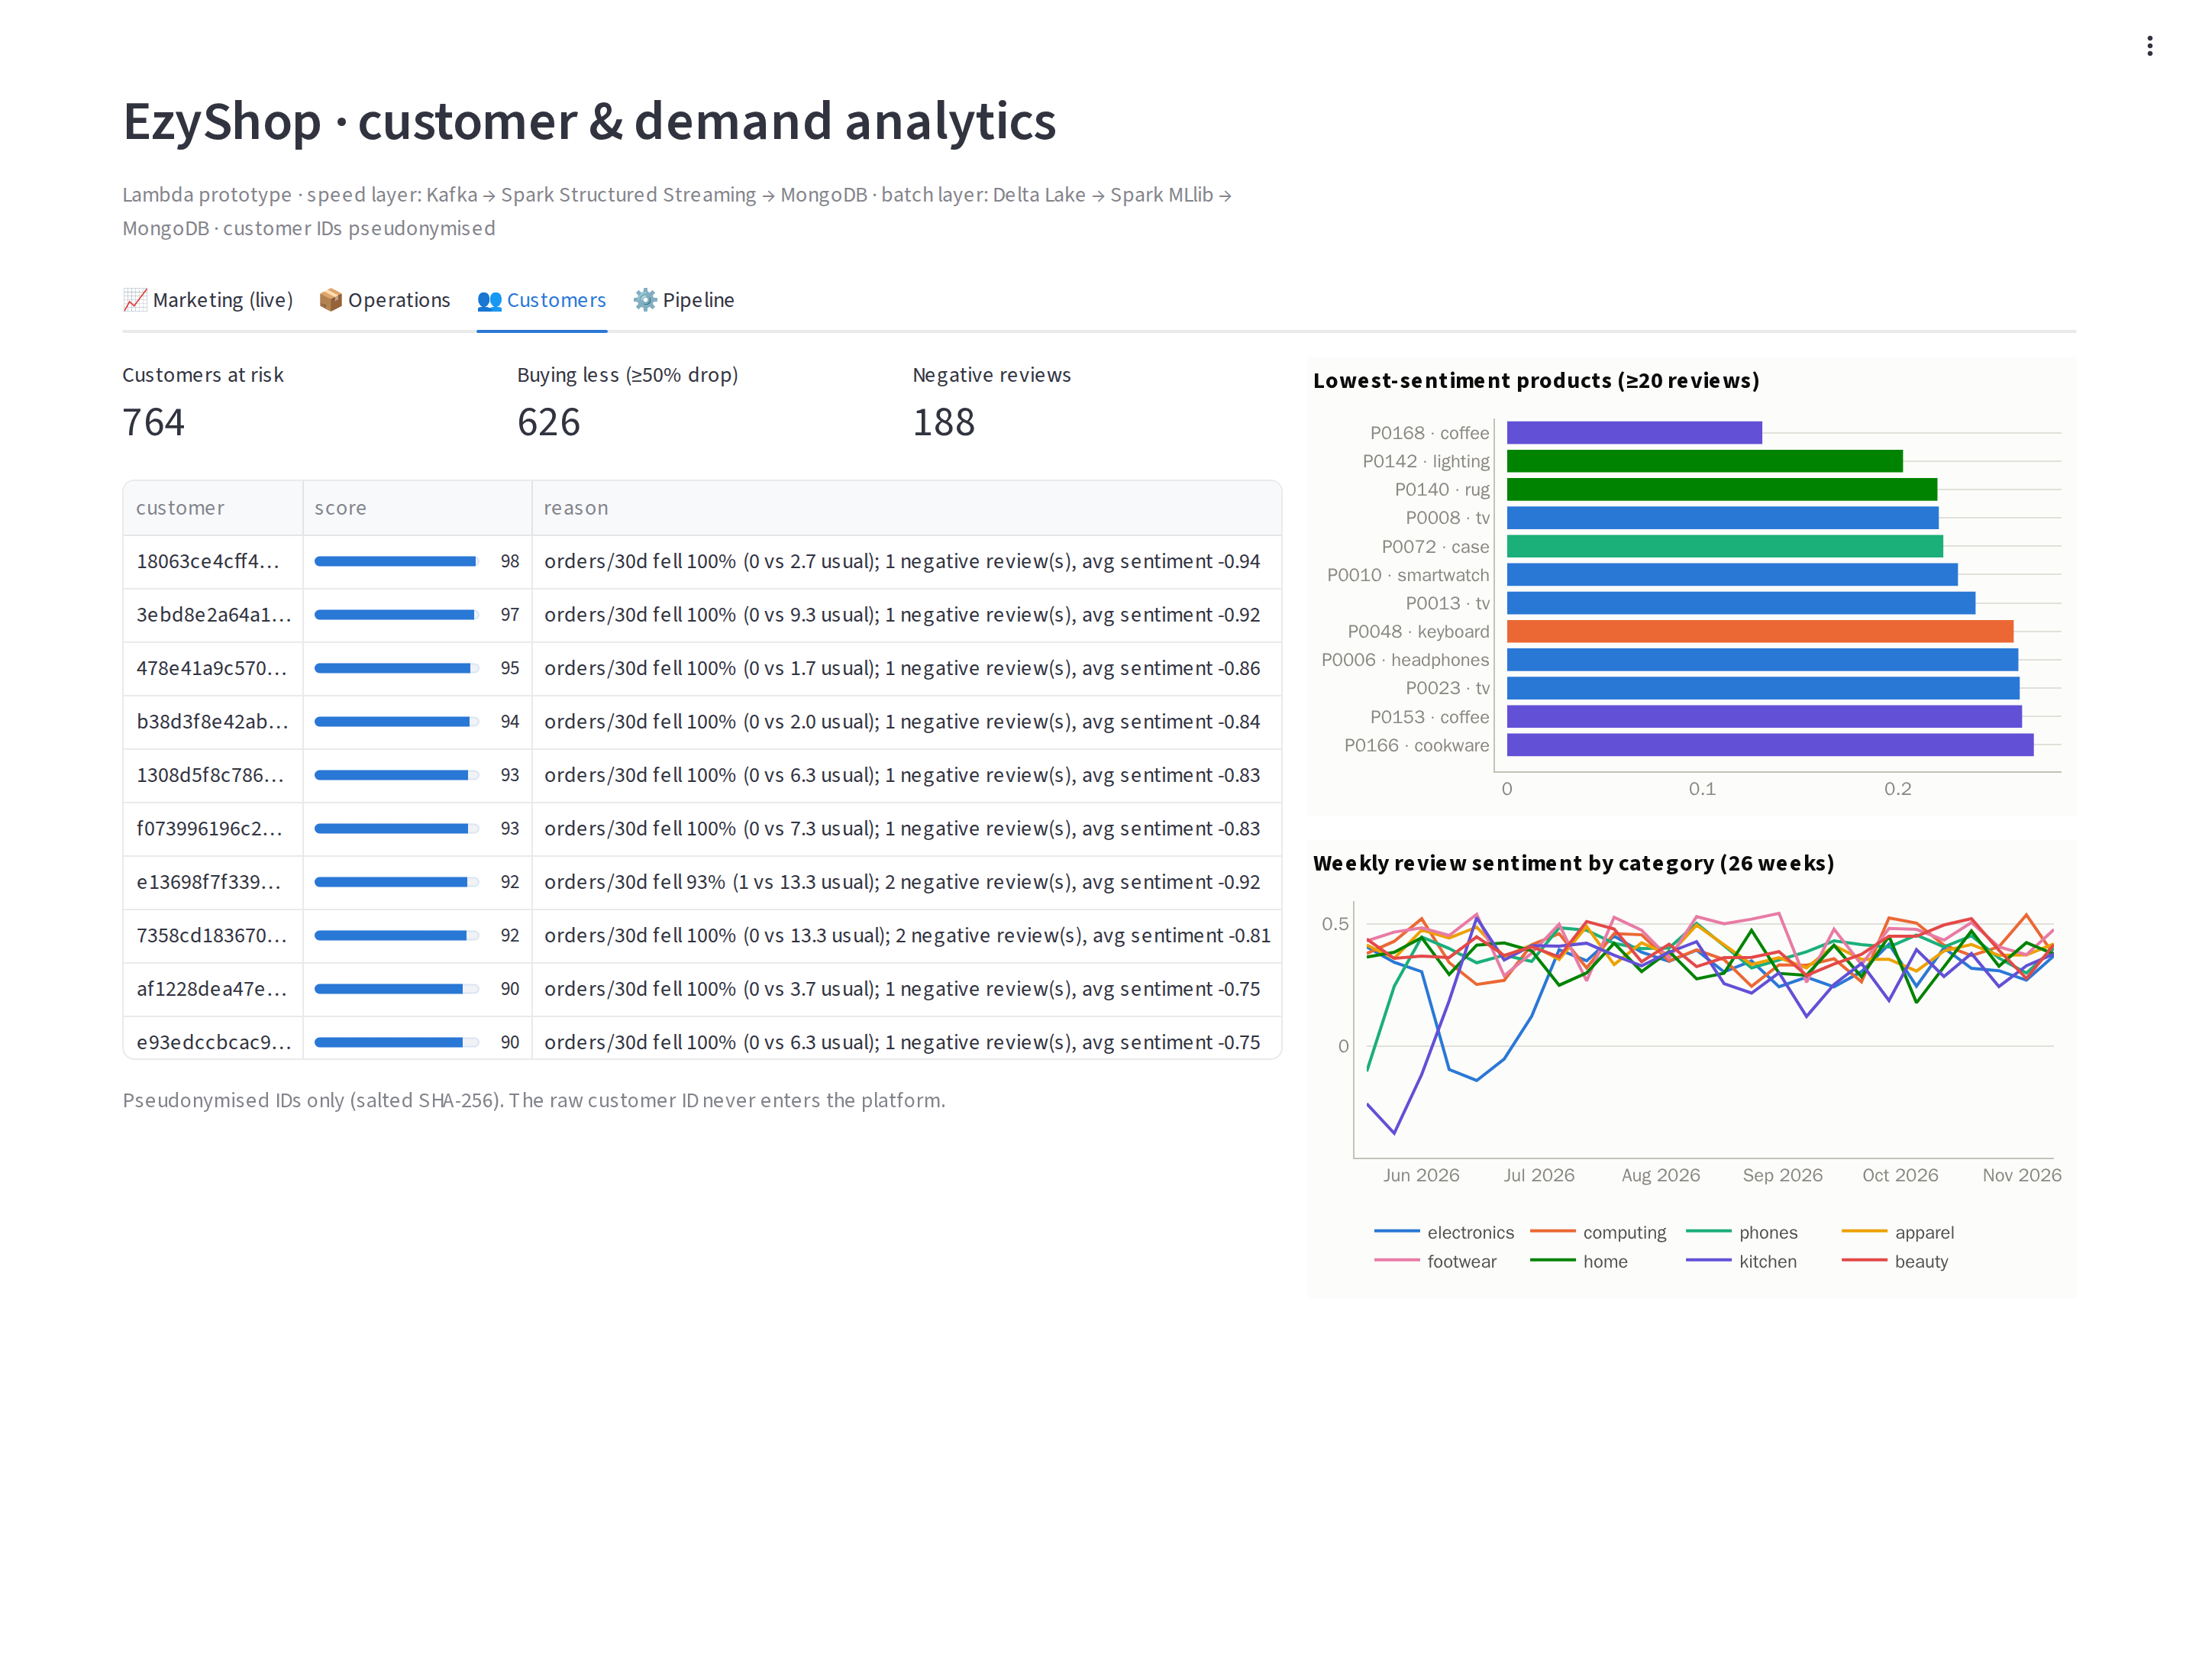 EzyShop · customer & demand analytics
Lambda prototype · speed layer: Kafka → Spark Structured Streaming → MongoDB · batch layer: Delta Lake → Spark MLlib →
MongoDB · customer IDs pseudonymised
📈 Marketing (live) 📦 Operations 👥 Customers ⚙️ Pipeline
Customers at risk Buying less (≥50% drop) Negative reviews
764 626 188
customer score reason
18063ce4cff4… 98 orders/30d fell 100% (0 vs 2.7 usual); 1 negative review(s), avg sentiment -0.94
3ebd8e2a64a1… 97 orders/30d fell 100% (0 vs 9.3 usual); 1 negative review(s), avg sentiment -0.92
478e41a9c570… 95 orders/30d fell 100% (0 vs 1.7 usual); 1 negative review(s), avg sentiment -0.86
b38d3f8e42ab… 94 orders/30d fell 100% (0 vs 2.0 usual); 1 negative review(s), avg sentiment -0.84
1308d5f8c786… 93 orders/30d fell 100% (0 vs 6.3 usual); 1 negative review(s), avg sentiment -0.83
f073996196c2… 93 orders/30d fell 100% (0 vs 7.3 usual); 1 negative review(s), avg sentiment -0.83
e13698f7f339… 92 orders/30d fell 93% (1 vs 13.3 usual); 2 negative review(s), avg sentiment -0.92
7358cd183670… 92 orders/30d fell 100% (0 vs 13.3 usual); 2 negative review(s), avg sentiment -0.81
af1228dea47e… 90 orders/30d fell 100% (0 vs 3.7 usual); 1 negative review(s), avg sentiment -0.75
e93edccbcac9… 90 orders/30d fell 100% (0 vs 6.3 usual); 1 negative review(s), avg sentiment -0.75
Pseudonymised IDs only (salted SHA-256). The raw customer ID never enters the platform.
Lowest-sentiment products (≥20 reviews)
P0168 · coffee
P0142 · lighting
P0140 · rug
P0008 · tv
P0072 · case
P0010 · smartwatch
P0013 · tv
P0048 · keyboard
P0006 · headphones
P0023 · tv
P0153 · coffee
P0166 · cookware
0 0.1 0.2
Weekly review sentiment by category (26 weeks)
0.5
0
Jun 2026 Jul 2026 Aug 2026 Sep 2026 Oct 2026 Nov 2026
electronics computing phones apparel
footwear home kitchen beauty